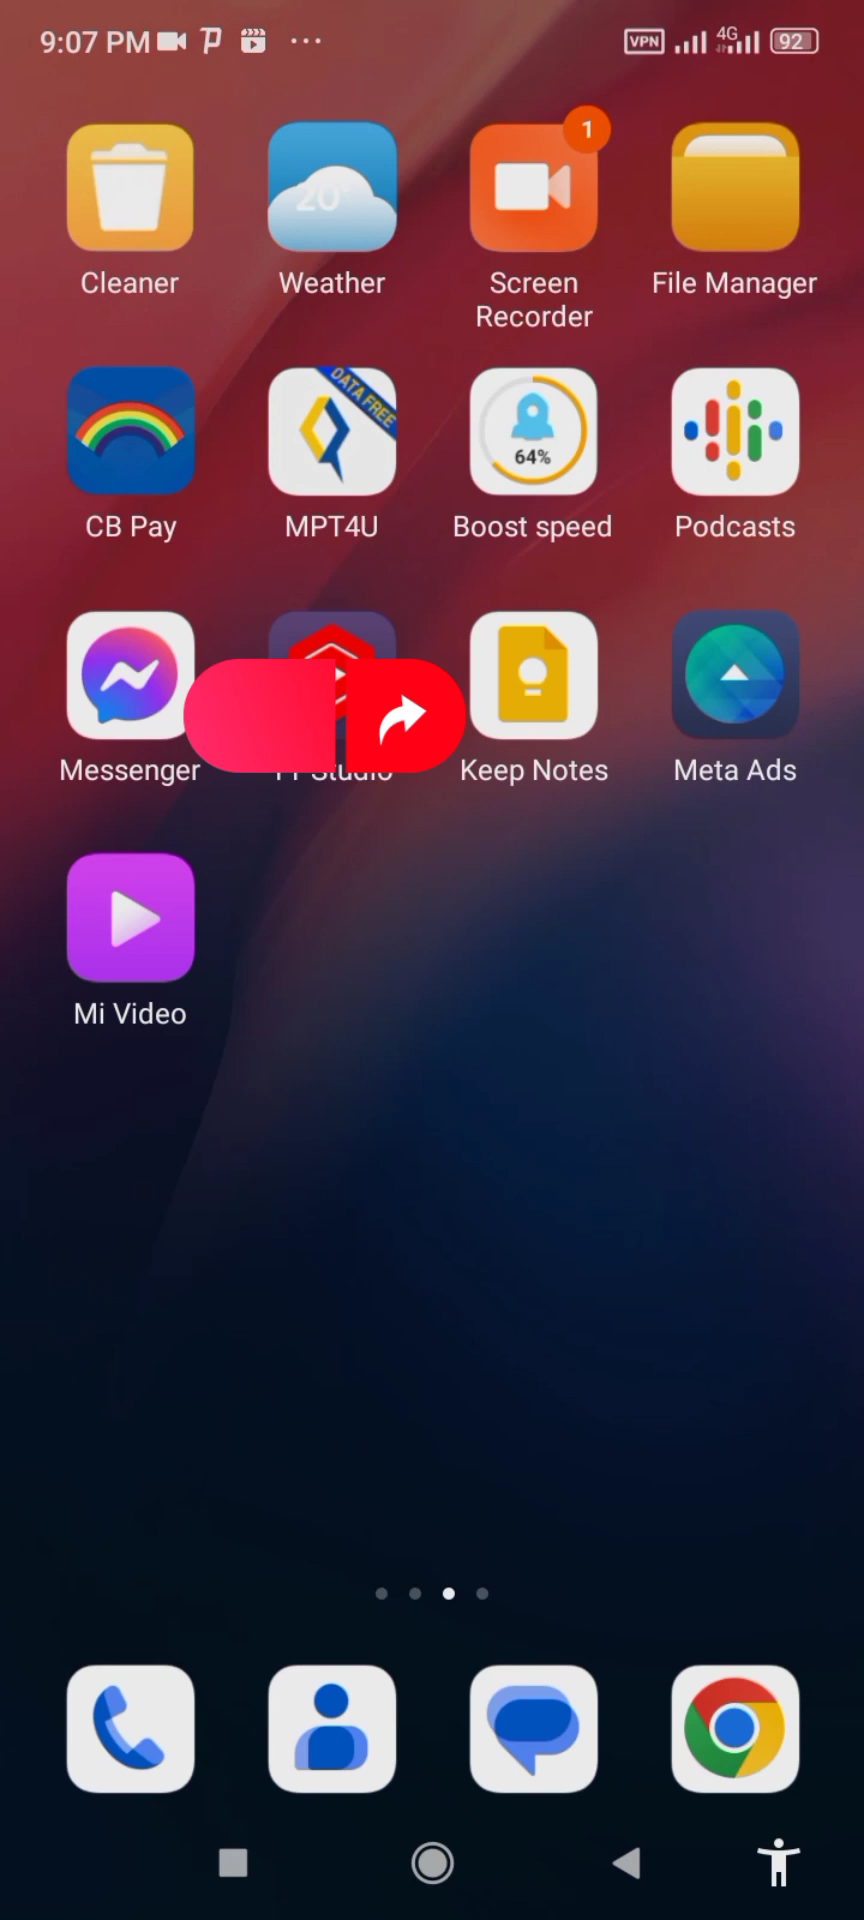 9:07 PM
VPN 4G 92
1
20°
Cleaner
Weather
Screen
Recorder
File Manager
DATA FREE
64%
CB Pay
MPT4U
Boost speed
Podcasts
Messenger
Studio
Keep Notes
Meta Ads
Mi Video